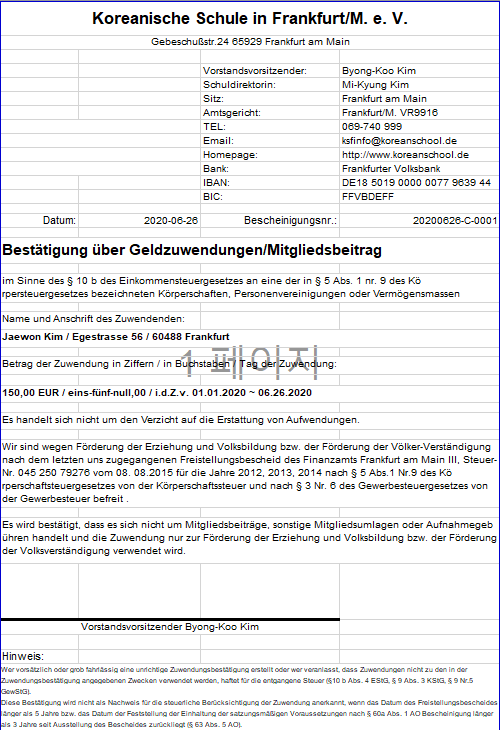 Koreanische Schule in Frankfurt/M. e. V.
Gebeschußstr.24 65929 Frankfurt am Main
Vorstandsvorsitzender: Byong-Koo Kim
Schuldirektorin: Mi-Kyung Kim
Sitz: Frankfurt am Main
Amtsgericht: Frankfurt/M. VR9916
TEL: 069-740 999
Email: ksfinfo@koreanschool.de
Homepage: http://www.koreanschool.de
Bank: Frankfurter Volksbank
IBAN: DE18 5019 0000 0077 9639 44
BIC: FFVBDEFF
Datum: 2020-06-26 Bescheinigungsnr.: 20200626-C-0001
Bestätigung über Geldzuwendungen/Mitgliedsbeitrag
im Sinne des § 10 b des Einkommensteuergesetzes an eine der in § 5 Abs. 1 nr. 9 des Kö
rpersteuergesetzes bezeichneten Körperschaften, Personenvereinigungen oder Vermögensmassen
Name und Anschrift des Zuwendenden:
Jaewon Kim / Egestrasse 56 / 60488 Frankfurt
1 페이지
Betrag der Zuwendung in Ziffern / in Buchstaben / Tag der Zuwendung:
150,00 EUR / eins-fünf-null,00 / i.d.Z.v. 01.01.2020 ~ 06.26.2020
Es handelt sich nicht um den Verzicht auf die Erstattung von Aufwendungen.
Wir sind wegen Förderung der Erziehung und Volksbildung bzw. der Förderung der Völker-Verständigung
nach dem letzten uns zugegangenen Freistellungsbescheid des Finanzamts Frankfurt am Main III, Steuer-
Nr. 045 250 79276 vom 08. 08.2015 für die Jahre 2012, 2013, 2014 nach § 5 Abs.1 Nr.9 des Kö
rperschaftsteuergesetzes von der Körperschaftssteuer und nach § 3 Nr. 6 des Gewerbesteuergesetzes von
der Gewerbesteuer befreit .
Es wird bestätigt, dass es sich nicht um Mitgliedsbeiträge, sonstige Mitgliedsumlagen oder Aufnahmegeb
ühren handelt und die Zuwendung nur zur Förderung der Erziehung und Volksbildung bzw. der Förderung
der Volksverständigung verwendet wird.
Vorstandsvorsitzender Byong-Koo Kim
Hinweis:
Wer vorsätzlich oder grob fahrlässig eine unrichtige Zuwendungsbestätigung erstellt oder wer veranlasst, dass Zuwendungen nicht zu den in der
Zuwendungsbestätigung angegebenen Zwecken verwendet werden, haftet für die entgangene Steuer (§10 b Abs. 4 EStG, § 9 Abs. 3 KStG, § 9 Nr.5
GewStG).
Diese Bestätigung wird nicht als Nachweis für die steuerliche Berücksichtigung der Zuwendung anerkannt, wenn das Datum des Freistellungsbescheides
länger als 5 Jahre bzw. das Datum der Feststellung der Einhaltung der satzungsmäßigen Voraussetzungen nach § 60a Abs. 1 AO Bescheinigung länger
als 3 Jahre seit Ausstellung des Bescheides zurückliegt (§ 63 Abs. 5 AO).